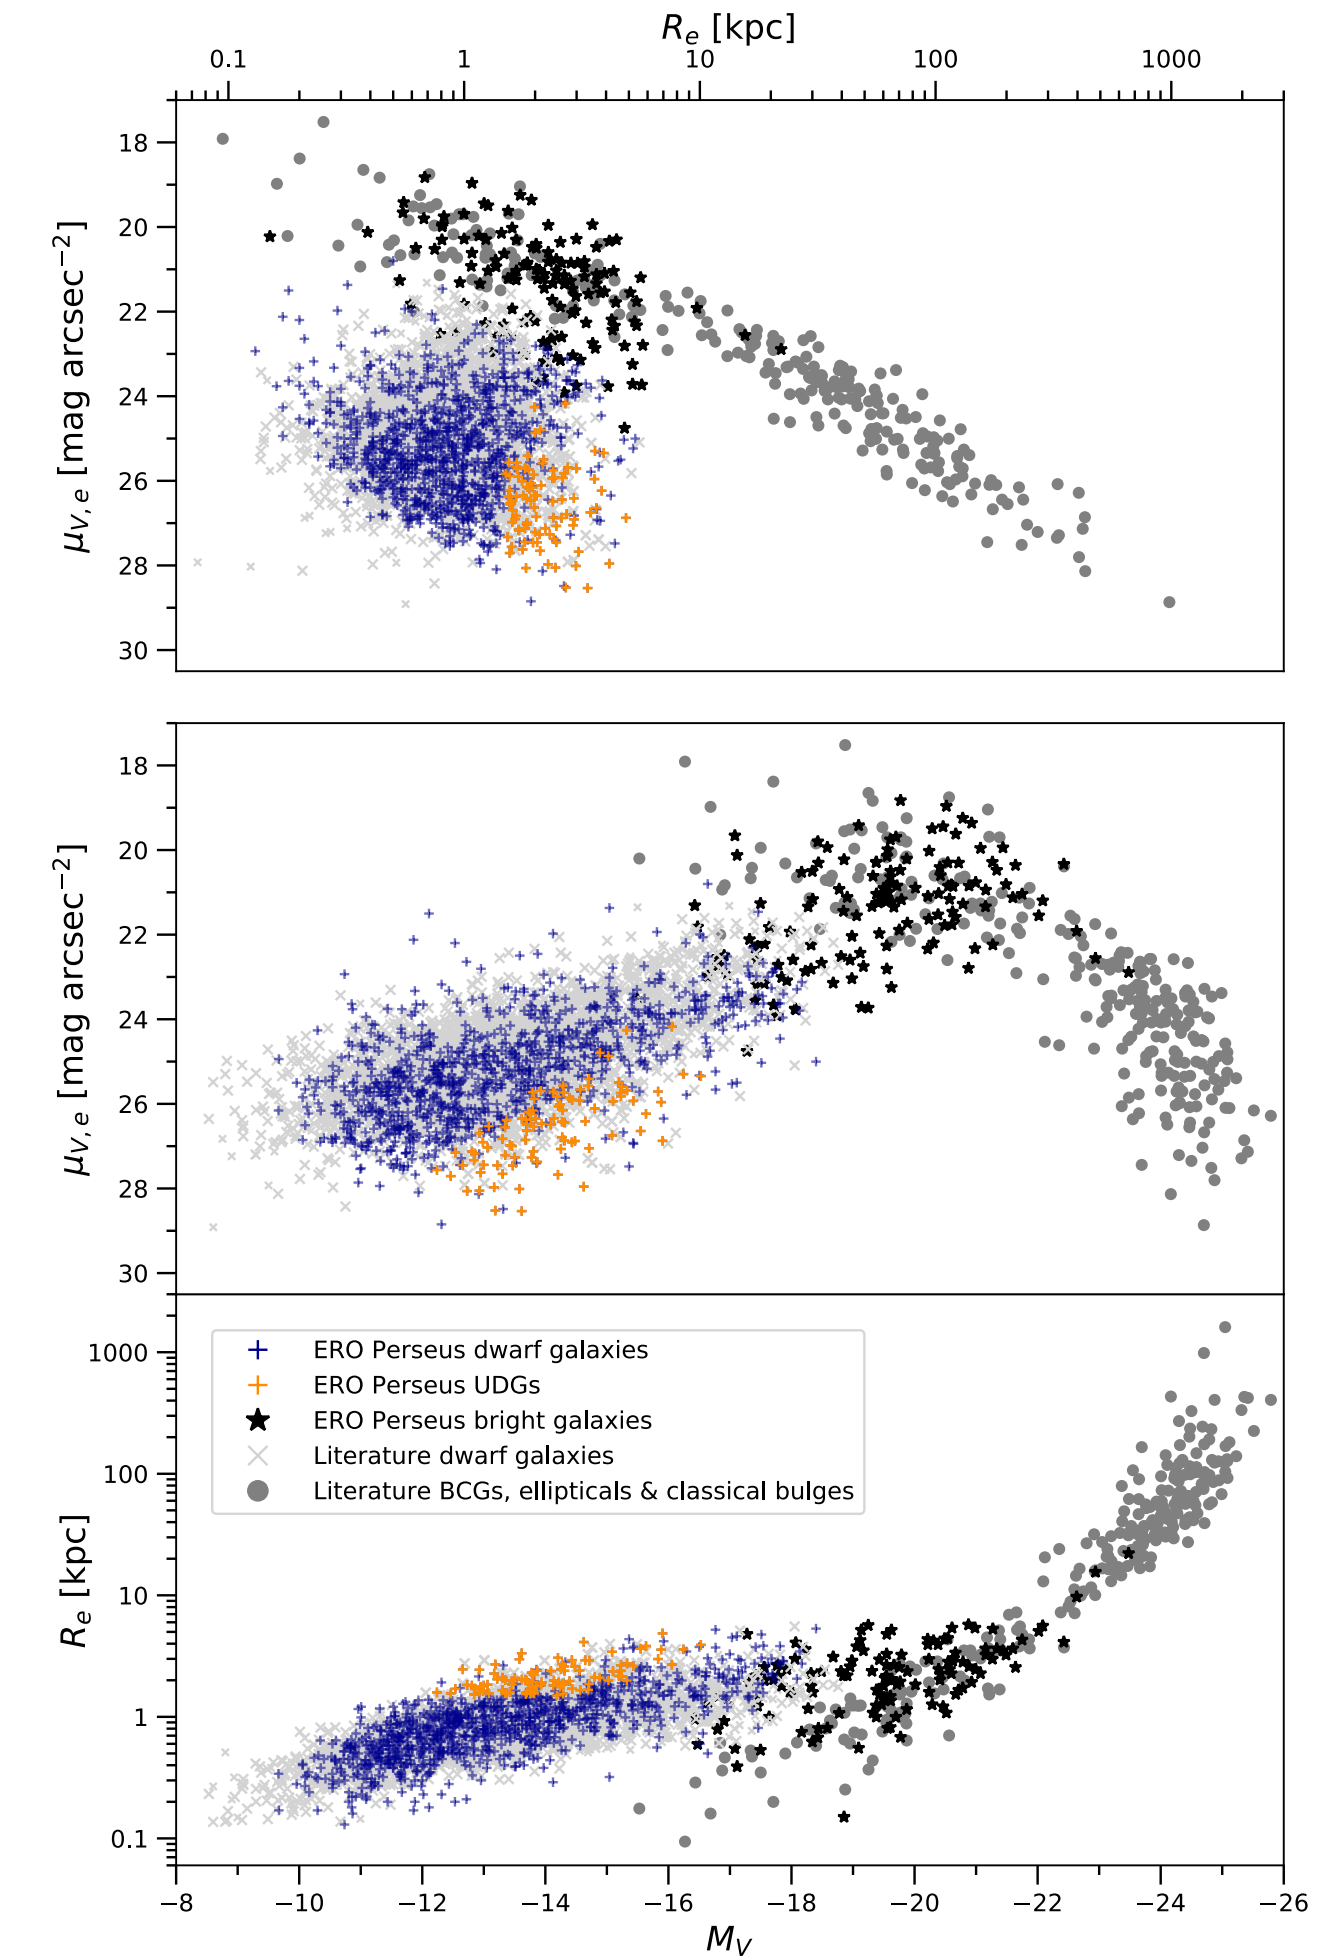 R_e [kpc]
0.1 1 10 100 1000
18
20
22
24
26
28
30
μ_{V,e} [mag arcsec⁻²]
18
20
22
24
26
28
30
μ_{V,e} [mag arcsec⁻²]
ERO Perseus dwarf galaxies
ERO Perseus UDGs
ERO Perseus bright galaxies
Literature dwarf galaxies
Literature BCGs, ellipticals & classical bulges
1000
100
10
1
0.1
R_e [kpc]
−8 −10 −12 −14 −16 −18 −20 −22 −24 −26
M_V